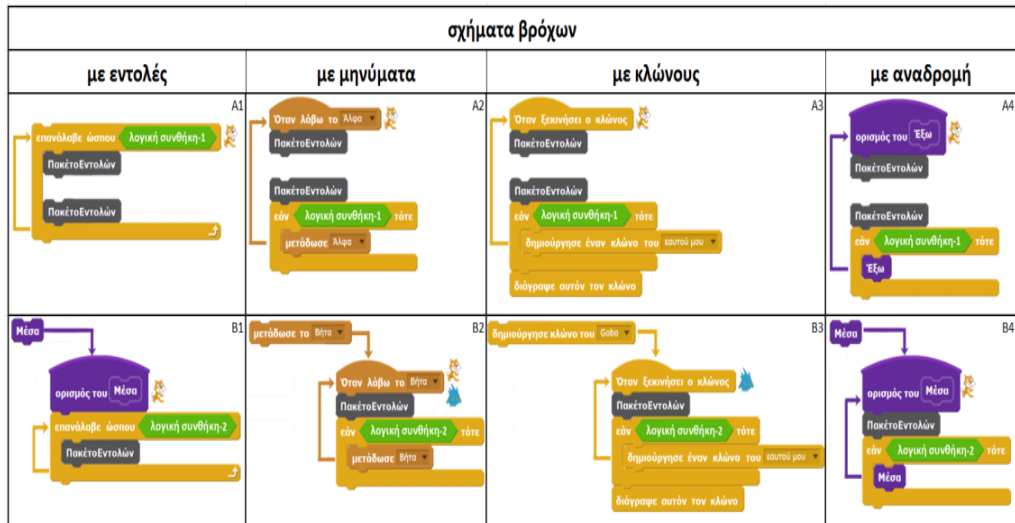 σχήματα βρόχων
με εντολές
με μηνύματα
με κλώνους
με αναδρομή
A1
επανάλαβε ώσπου λογική συνθήκη-1
ΠακέτοΕντολών
ΠακέτοΕντολών
A2
Όταν λάβω το Άλφα
ΠακέτοΕντολών
ΠακέτοΕντολών
εάν λογική συνθήκη-1 τότε
μετάδωσε Άλφα
A3
Όταν ξεκινήσει ο κλώνος
ΠακέτοΕντολών
ΠακέτοΕντολών
εάν λογική συνθήκη-1 τότε
δημιούργησε έναν κλώνο του εαυτού μου
διάγραψε αυτόν τον κλώνο
A4
ορισμός του Έξω
ΠακέτοΕντολών
ΠακέτοΕντολών
εάν λογική συνθήκη-1 τότε
Έξω
B1
Μέσα
ορισμός του Μέσα
επανάλαβε ώσπου λογική συνθήκη-2
ΠακέτοΕντολών
B2
μετάδωσε το Βήτα
Όταν λάβω το Βήτα
ΠακέτοΕντολών
εάν λογική συνθήκη-2 τότε
μετάδωσε Βήτα
B3
δημιούργησε κλώνο του Gobo
Όταν ξεκινήσει ο κλώνος
ΠακέτοΕντολών
εάν λογική συνθήκη-2 τότε
δημιούργησε έναν κλώνο του εαυτού μου
διάγραψε αυτόν τον κλώνο
B4
Μέσα
ορισμός του Μέσα
ΠακέτοΕντολών
εάν λογική συνθήκη-2 τότε
Μέσα